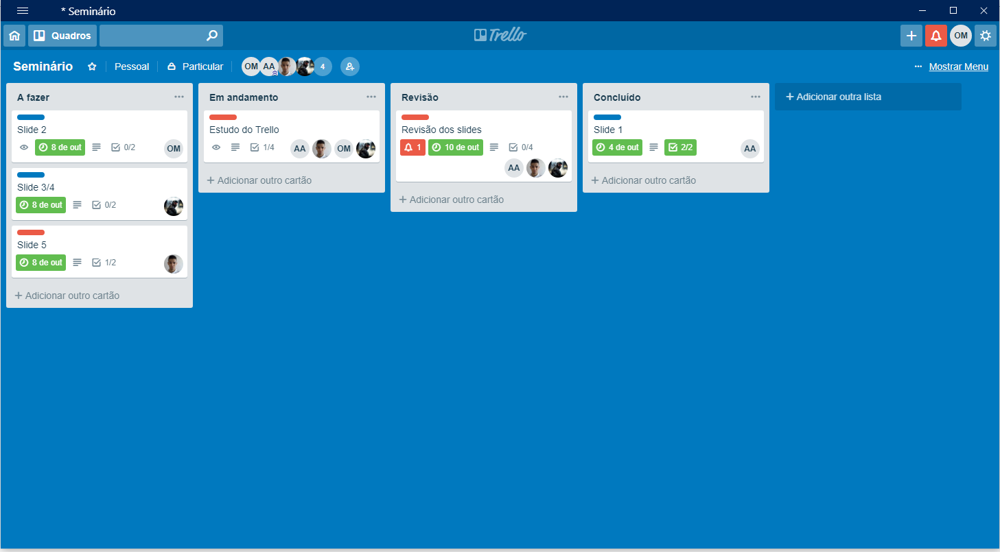 * Seminário
Quadros
Trello
OM
Seminário
Pessoal
Particular
OM
AA
4
Mostrar Menu
A fazer
Slide 2
8 de out
0/2
OM
Slide 3/4
8 de out
0/2
Slide 5
8 de out
1/2
+ Adicionar outro cartão
Em andamento
Estudo do Trello
1/4
AA
OM
+ Adicionar outro cartão
Revisão
Revisão dos slides
1
10 de out
0/4
AA
+ Adicionar outro cartão
Concluído
Slide 1
4 de out
2/2
AA
+ Adicionar outro cartão
+ Adicionar outra lista